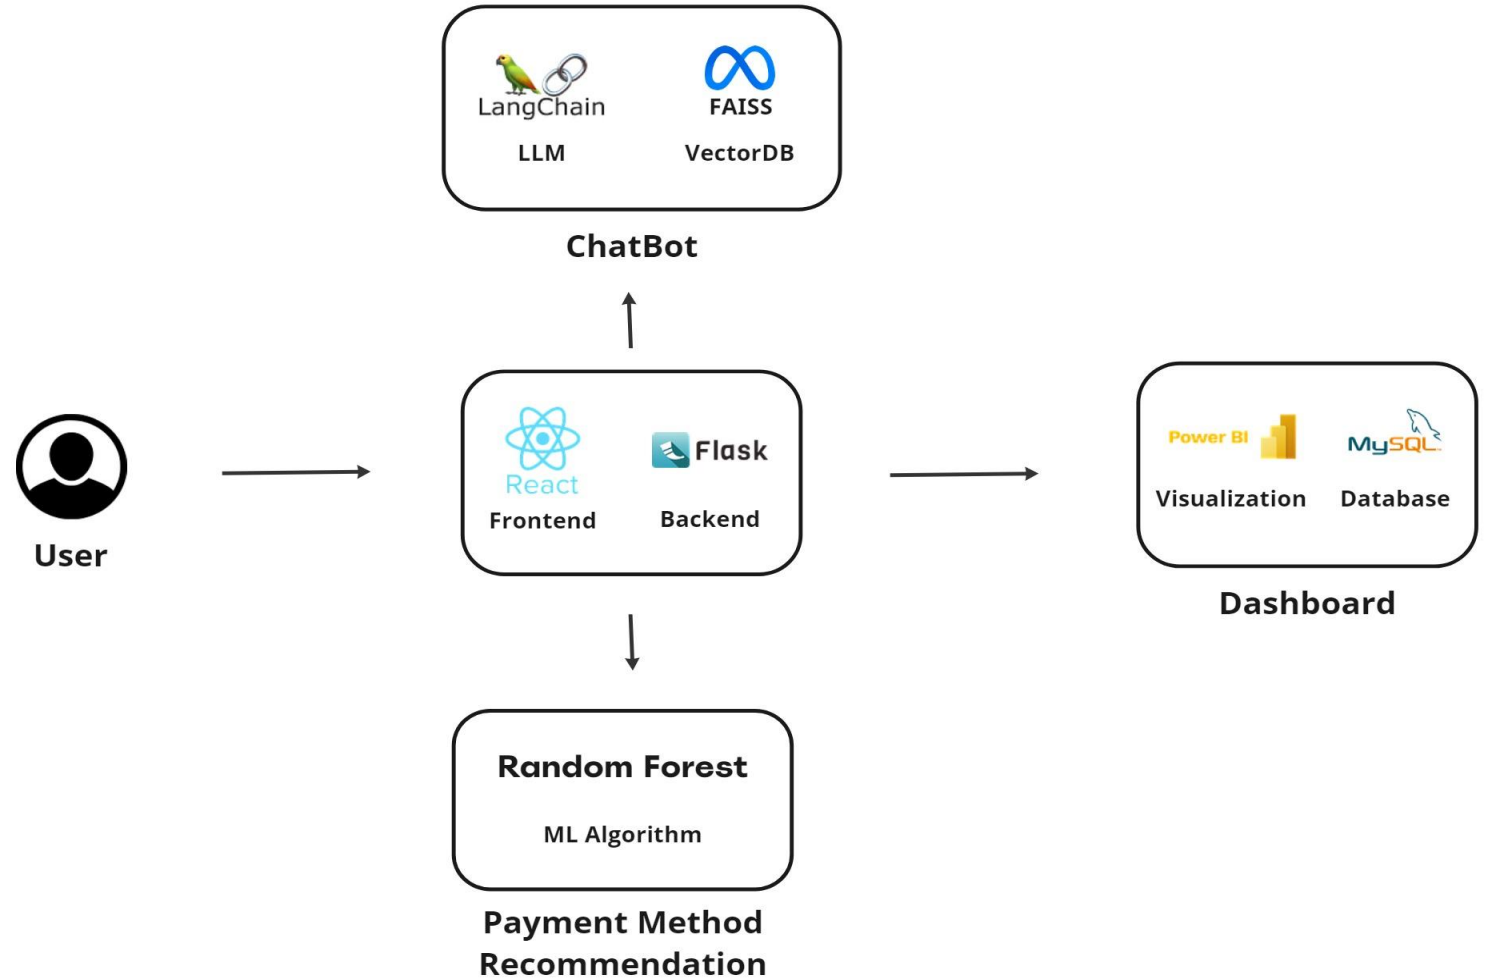 LangChain
FAISS
LLM
VectorDB
ChatBot
React
Flask
Frontend
Backend
User
Power BI
MySQL
Visualization
Database
Dashboard
Random Forest
ML Algorithm
Payment Method
Recommendation